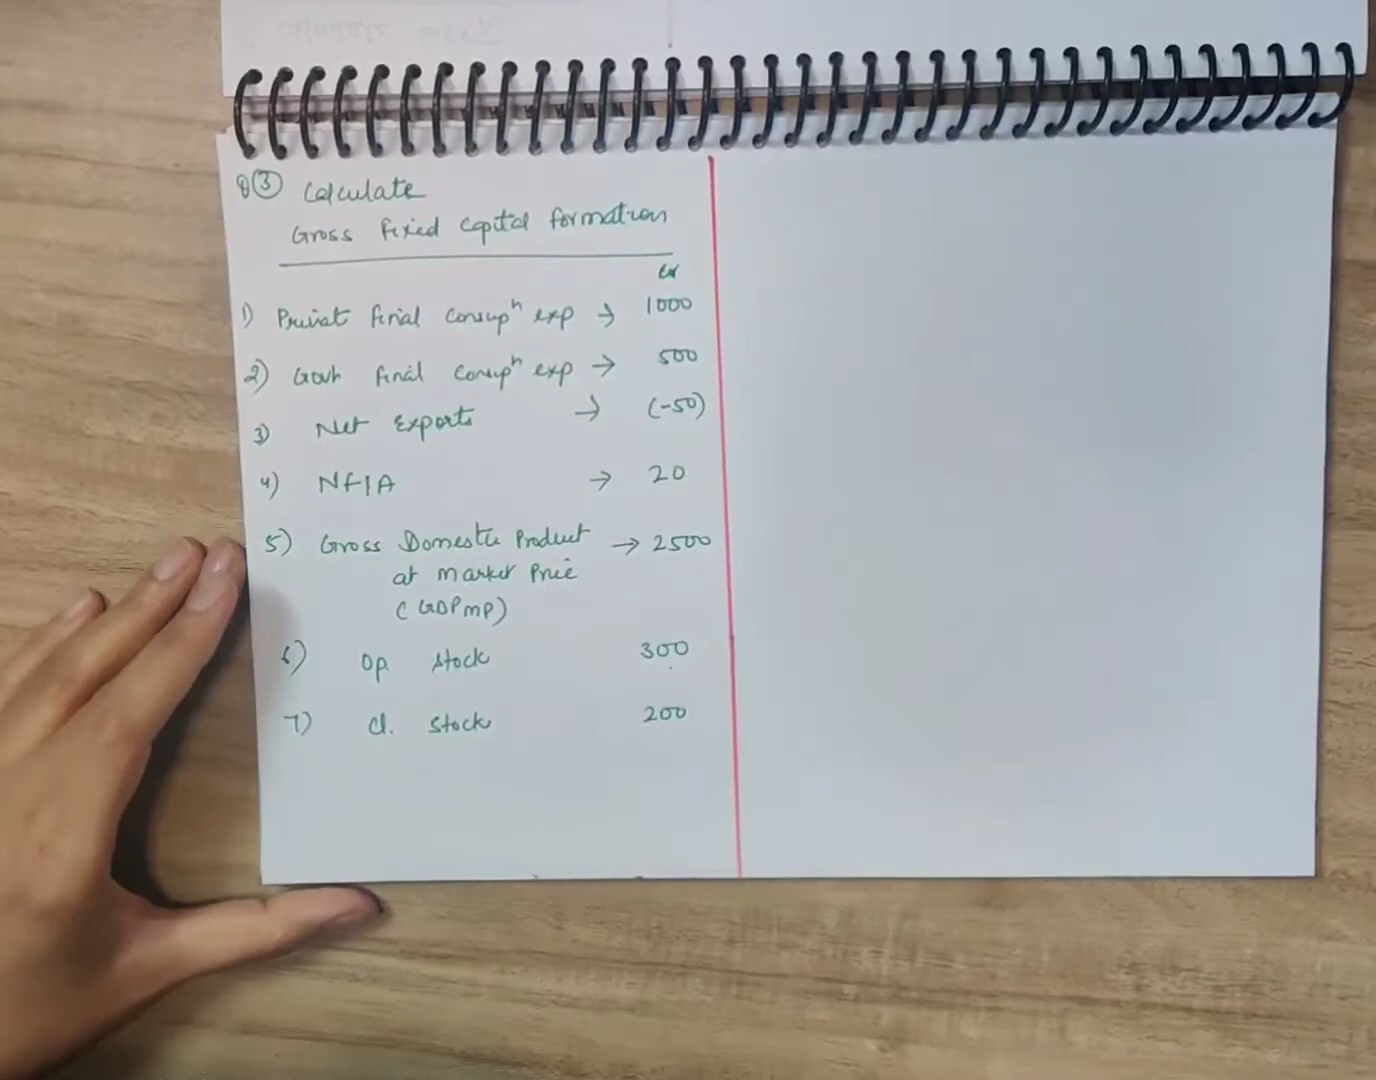 Q③ Calculate
Gross fixed capital formation
Cr
1) Privat final consupⁿ exp → 1000
2) Govt final consupⁿ exp → 500
3) Net Exports → (-50)
4) NFIA → 20
5) Gross Domestic Product → 2500
at market Price
(GDPMP)
6) Op. Stock 300
7) Cl. Stock 200